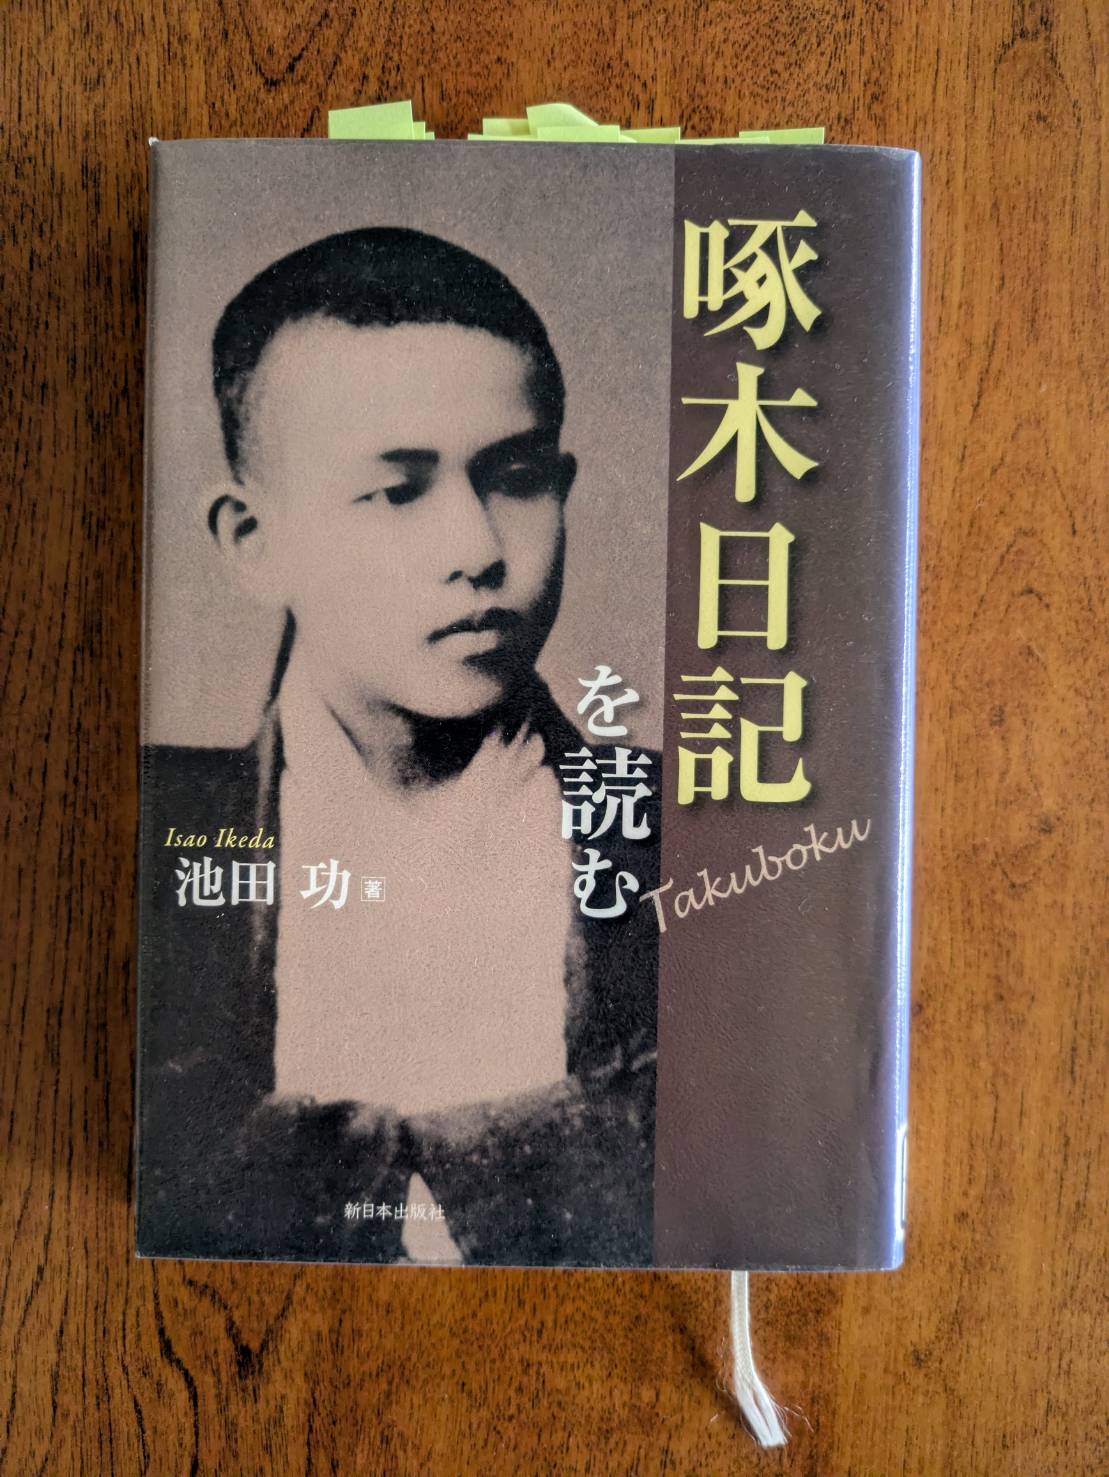 啄木日記
を読む
Takuboku
Isao Ikeda
池田 功 著
新日本出版社